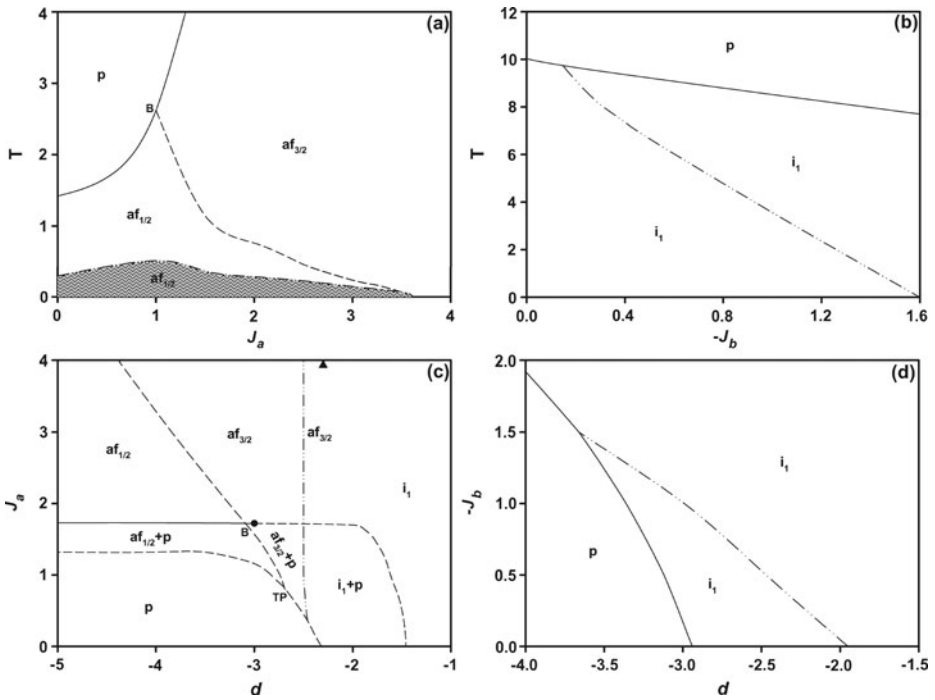 (a)
4
3
2
1
0
T
p
B
af3/2
af1/2
af1/2
0 1 2 3 4
Ja
(b)
12
10
8
6
4
2
0
T
p
i1
i1
0.0 0.4 0.8 1.2 1.6
-Jb
(c)
4
3
2
1
0
Ja
af1/2
af3/2
af3/2
i1
B
af1/2+p
af3/2+p
i1+p
TP
p
-5 -4 -3 -2 -1
d
(d)
2.0
1.5
1.0
0.5
0.0
-Jb
i1
p
i1
-4.0 -3.5 -3.0 -2.5 -2.0 -1.5
d